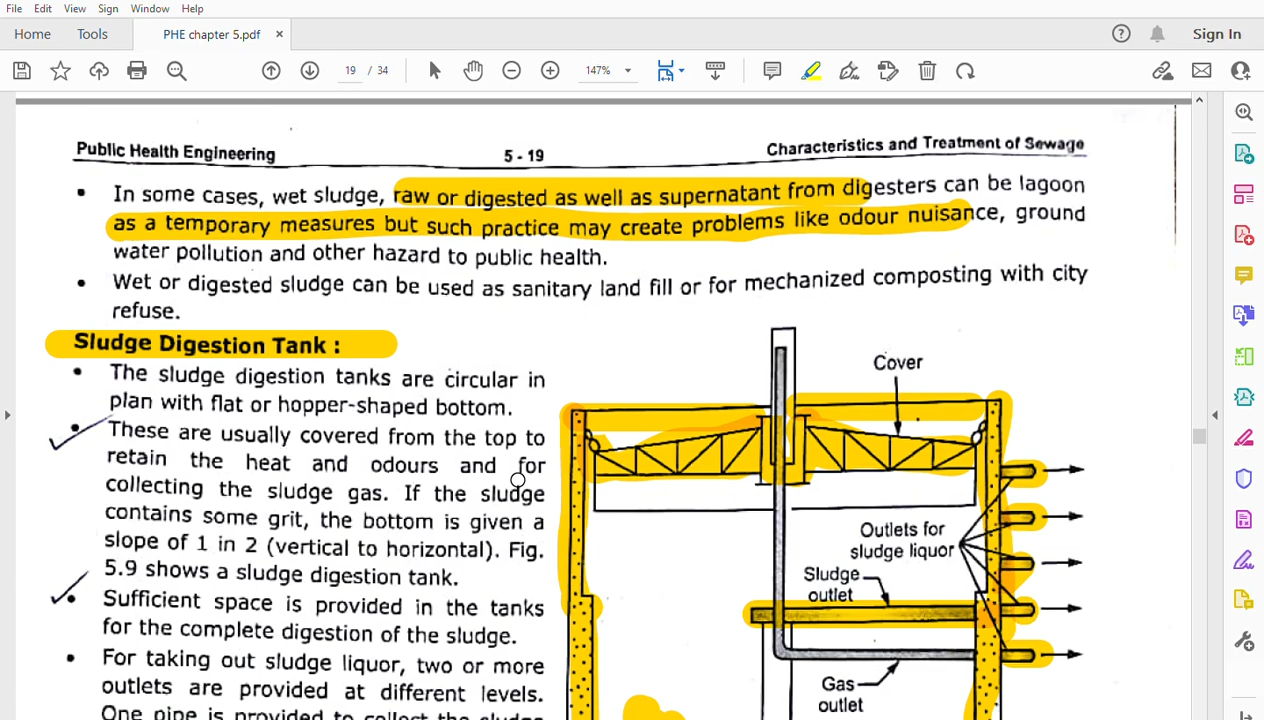 File Edit View Sign Window Help
Home Tools PHE chapter 5.pdf × Sign In
19 / 34 147%
Public Health Engineering 5 - 19 Characteristics and Treatment of Sewage
• In some cases, wet sludge, raw or digested as well as supernatant from digesters can be lagoon
as a temporary measures but such practice may create problems like odour nuisance, ground
water pollution and other hazard to public health.
• Wet or digested sludge can be used as sanitary land fill or for mechanized composting with city
refuse.
Sludge Digestion Tank :
• The sludge digestion tanks are circular in
plan with flat or hopper-shaped bottom.
• These are usually covered from the top to
retain the heat and odours and for
collecting the sludge gas. If the sludge
contains some grit, the bottom is given a
slope of 1 in 2 (vertical to horizontal). Fig.
5.9 shows a sludge digestion tank.
• Sufficient space is provided in the tanks
for the complete digestion of the sludge.
• For taking out sludge liquor, two or more
outlets are provided at different levels.
One pipe is provided to collect the sludge
Cover
Outlets for
sludge liquor
Sludge
outlet
Gas
outlet